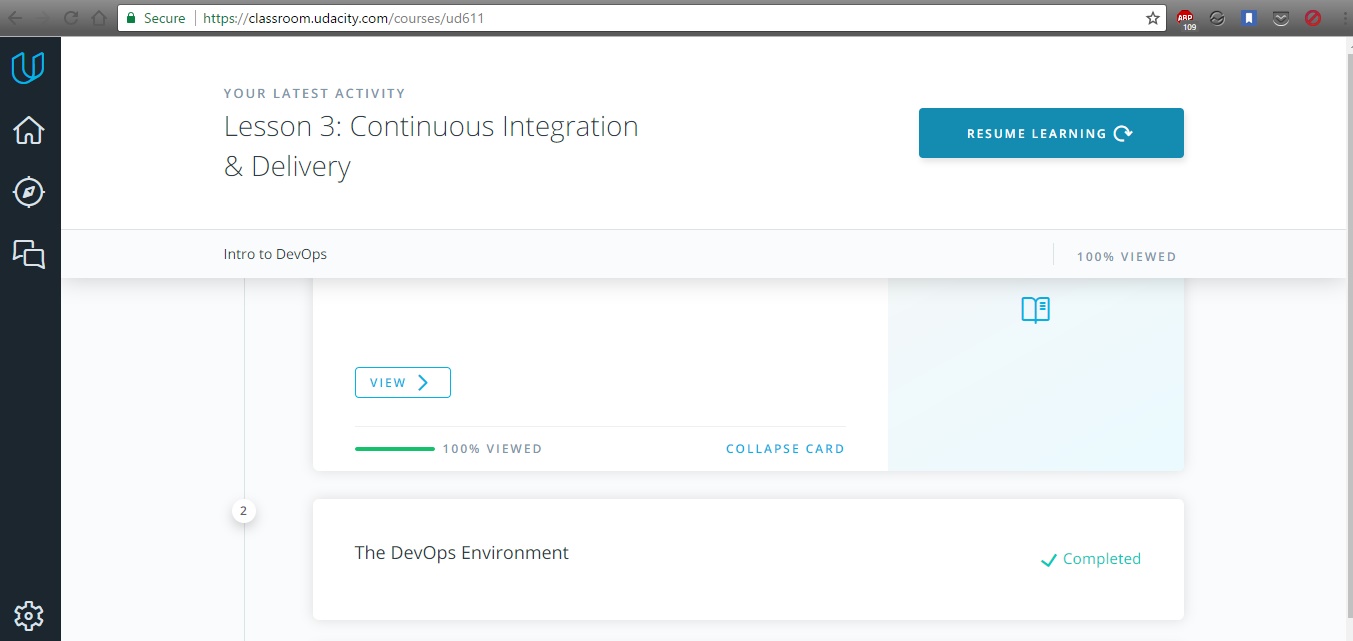 Secure
https://classroom.udacity.com/courses/ud611
ABP
109
YOUR LATEST ACTIVITY
Lesson 3: Continuous Integration
& Delivery
RESUME LEARNING
Intro to DevOps
100% VIEWED
VIEW
100% VIEWED
COLLAPSE CARD
2
The DevOps Environment
Completed